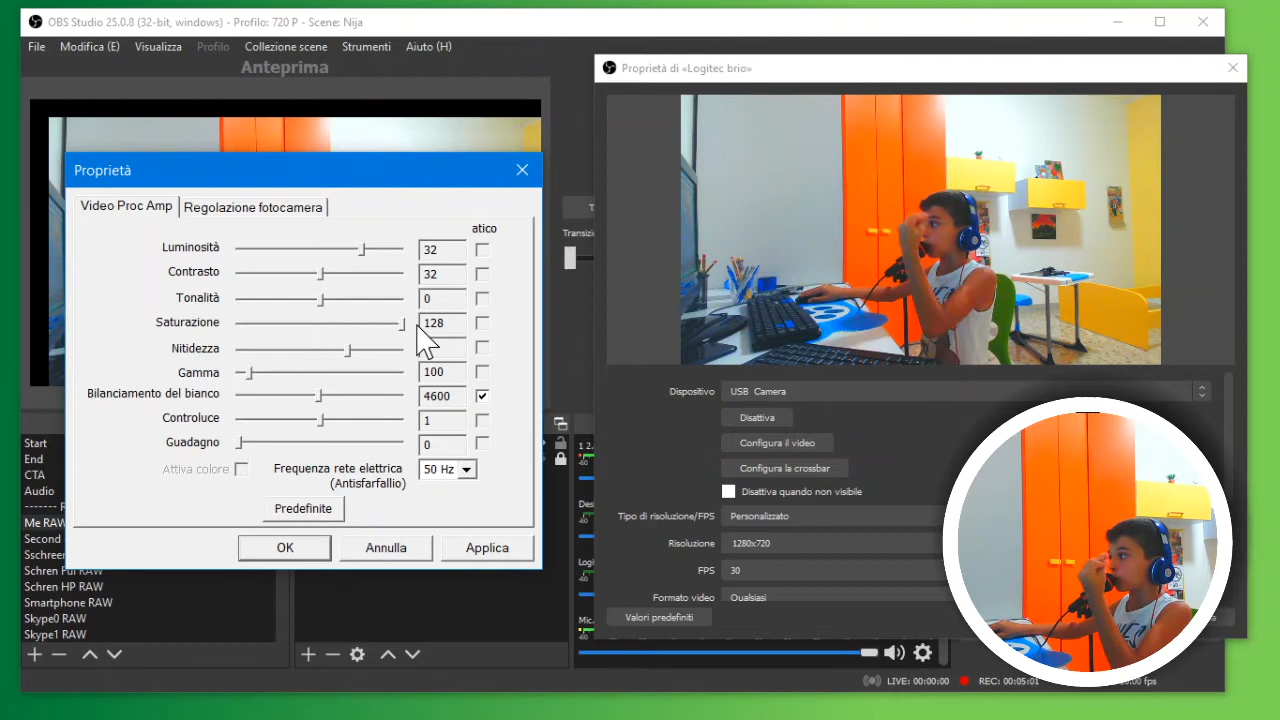 OBS Studio 25.0.8 (32-bit, windows) - Profilo: 720 P - Scene: Nija
File Modifica (E) Visualizza Profilo Collezione scene Strumenti Aiuto (H)
Anteprima
Proprietà
Video Proc Amp Regolazione fotocamera
atico
Luminosità 32
Contrasto 32
Tonalità 0
Saturazione 128
Nitidezza
Gamma 100
Bilanciamento del bianco 4600
Controluce 1
Guadagno 0
Attiva colore
Frequenza rete elettrica 50 Hz
(Antisfarfallio)
Predefinite
OK Annulla Applica
Start
End
CTA
Audio
Me RAW
Second
Sschreen
Schren Ful RAW
Schren HP RAW
Smartphone RAW
Skype0 RAW
Skype1 RAW
Transizi
Proprietà di «Logitec brio»
Dispositivo USB Camera
Disattiva
Configura il video
Configura la crossbar
Disattiva quando non visibile
Tipo di risoluzione/FPS Personalizzato
Risoluzione 1280x720
FPS 30
Formato video Qualsiasi
Valori predefiniti
LIVE: 00:00:00 REC: 00:05:01 fps